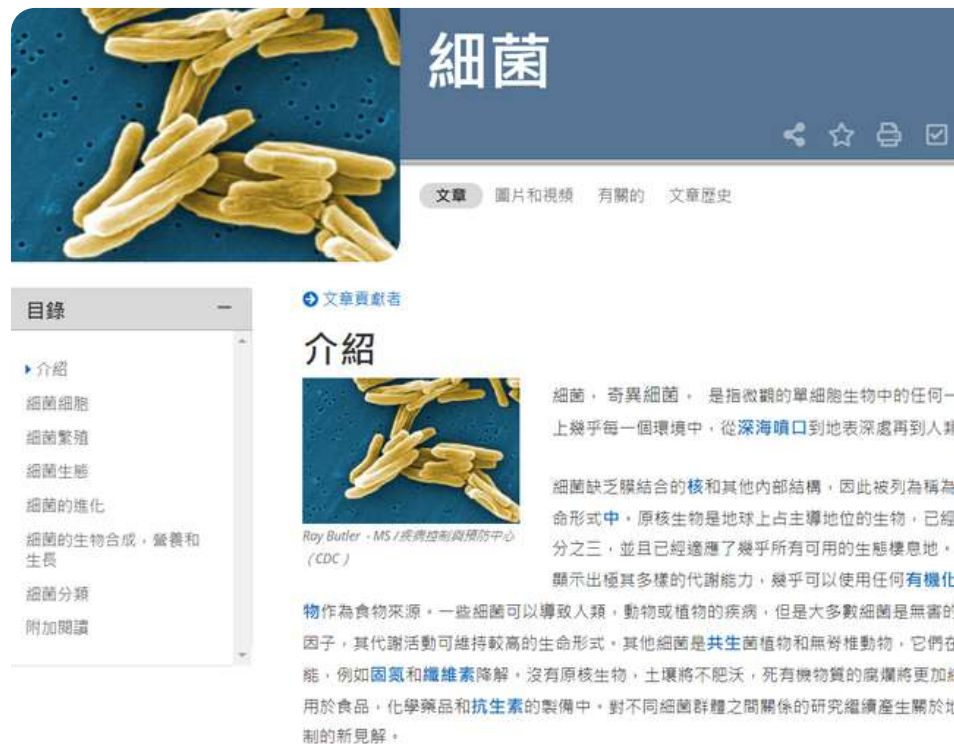 細菌
文章 圖片和視頻 有關的 文章歷史
目錄
介紹
細菌細胞
細菌繁殖
細菌生態
細菌的進化
細菌的生物合成，營養和
生長
細菌分類
附加閱讀
文章貢獻者
介紹
Ray Butler - MS /疾病控制與預防中心
（CDC）
細菌， 奇異細菌， 是指微觀的單細胞生物中的任何一
上幾乎每一個環境中，從深海噴口到地表深處再到人類
細菌缺乏膜結合的核和其他內部結構，因此被列為稱為
命形式中。原核生物是地球上占主導地位的生物，已經
分之三，並且已經適應了幾乎所有可用的生態棲息地。
顯示出極其多樣的代謝能力，幾乎可以使用任何有機化
物作為食物來源。一些細菌可以導致人類，動物或植物的疾病，但是大多數細菌是無害的
因子，其代謝活動可維持較高的生命形式。其他細菌是共生菌植物和無脊椎動物，它們在
能，例如固氮和纖維素降解。沒有原核生物，土壤將不肥沃，死有機物質的腐爛將更加緩
用於食品，化學藥品和抗生素的製備中。對不同細菌群體之間關係的研究繼續產生關於地
制的新見解。